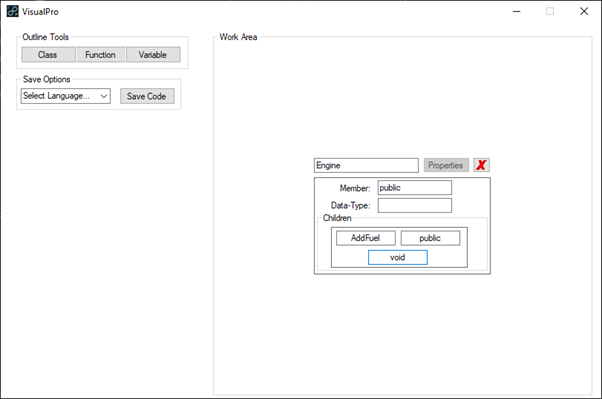 VisualPro
Outline Tools
Class Function Variable
Save Options
Select Language... Save Code
Work Area
Engine Properties
Member: public
Data-Type:
Children
AddFuel public
void